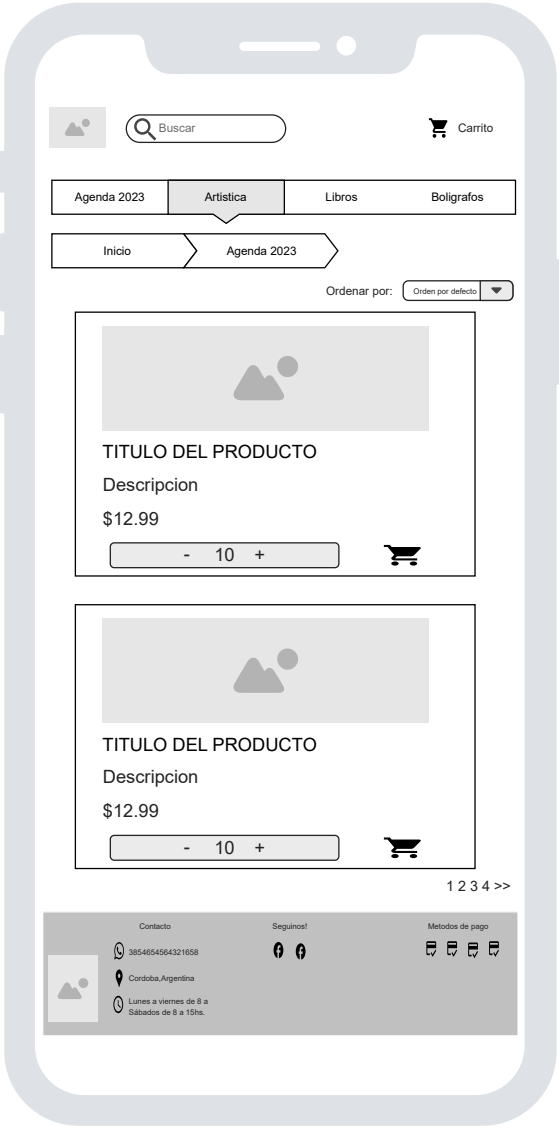 Buscar
Carrito
Agenda 2023
Artistica
Libros
Boligrafos
Inicio
Agenda 2023
Ordenar por:
Orden por defecto
TITULO DEL PRODUCTO
Descripcion
$12.99
- 10 +
TITULO DEL PRODUCTO
Descripcion
$12.99
- 10 +
1 2 3 4 >>
Contacto
3854654564321658
Cordoba,Argentina
Lunes a viernes de 8 a
Sábados de 8 a 15hs.
Seguinos!
Metodos de pago